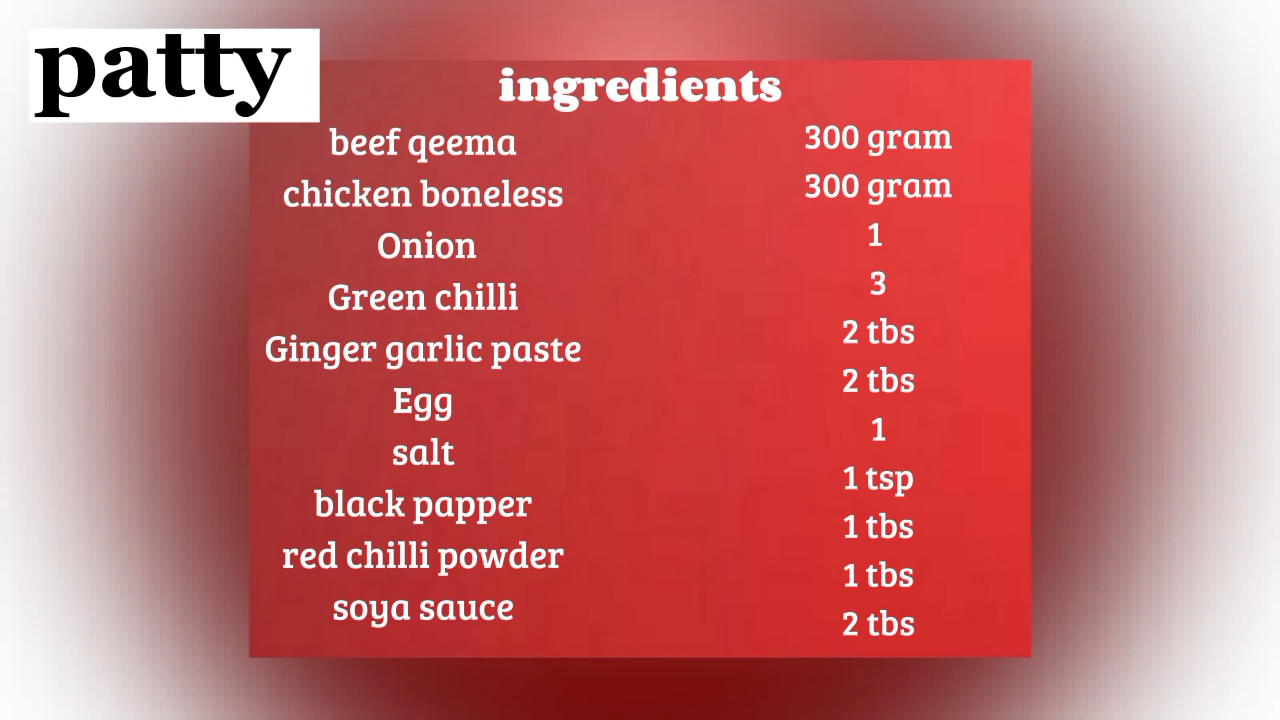 patty
ingredients
beef qeema
300 gram
chicken boneless
300 gram
Onion
1
Green chilli
3
Ginger garlic paste
2 tbs
Egg
2 tbs
salt
1
black papper
1 tsp
red chilli powder
1 tbs
soya sauce
1 tbs
2 tbs